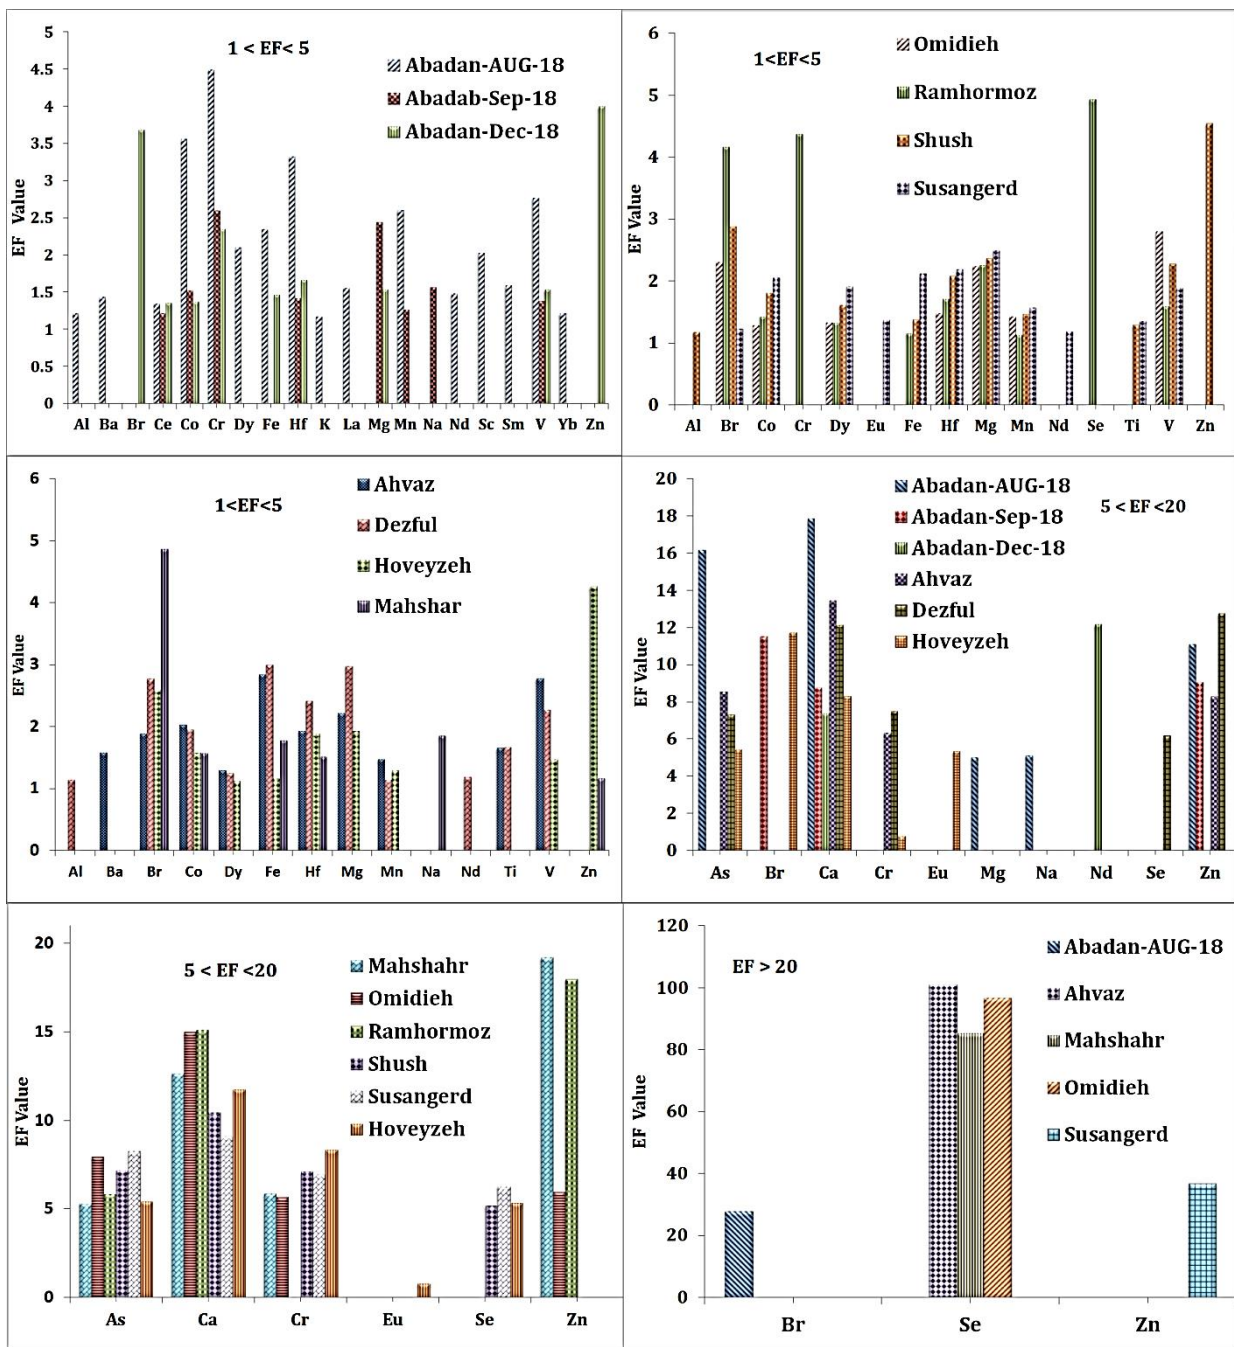 5
1 < EF< 5
4.5
Abadan-AUG-18
4
Abadab-Sep-18
3.5
Abadan-Dec-18
3
2.5
2
1.5
1
0.5
0
EF Value
Al Ba Br Ce Co Cr Dy Fe Hf K La Mg Mn Na Nd Sc Sm V Yb Zn
6
1<EF<5
Omidieh
5
Ramhormoz
4
Shush
3
Susangerd
2
1
0
EF Value
Al Br Co Cr Dy Eu Fe Hf Mg Mn Nd Se Ti V Zn
6
1<EF<5
Ahvaz
5
Dezful
4
Hoveyzeh
3
Mahshar
2
1
0
EF Value
Al Ba Br Co Dy Fe Hf Mg Mn Na Nd Ti V Zn
20
Abadan-AUG-18
5 < EF <20
18
Abadan-Sep-18
16
Abadan-Dec-18
14
Ahvaz
12
Dezful
10
Hoveyzeh
8
6
4
2
0
EF Value
As Br Ca Cr Eu Mg Na Nd Se Zn
20
5 < EF <20
Mahshahr
15
Omidieh
Ramhormoz
10
Shush
Susangerd
5
Hoveyzeh
0
EF Value
As Ca Cr Eu Se Zn
120
EF > 20
Abadan-AUG-18
100
Ahvaz
80
Mahshahr
60
Omidieh
40
Susangerd
20
0
EF Value
Br Se Zn